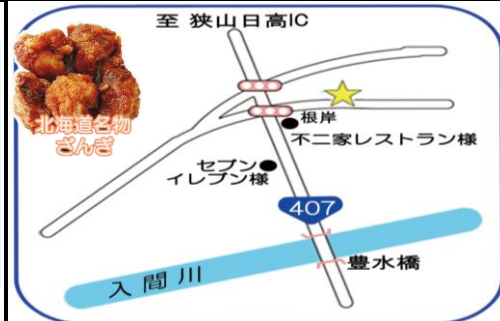 至 狭山日高IC
北海道名物
ざんぎ
根岸
不二家レストラン様
セブン
イレブン様
407
豊水橋
入間川